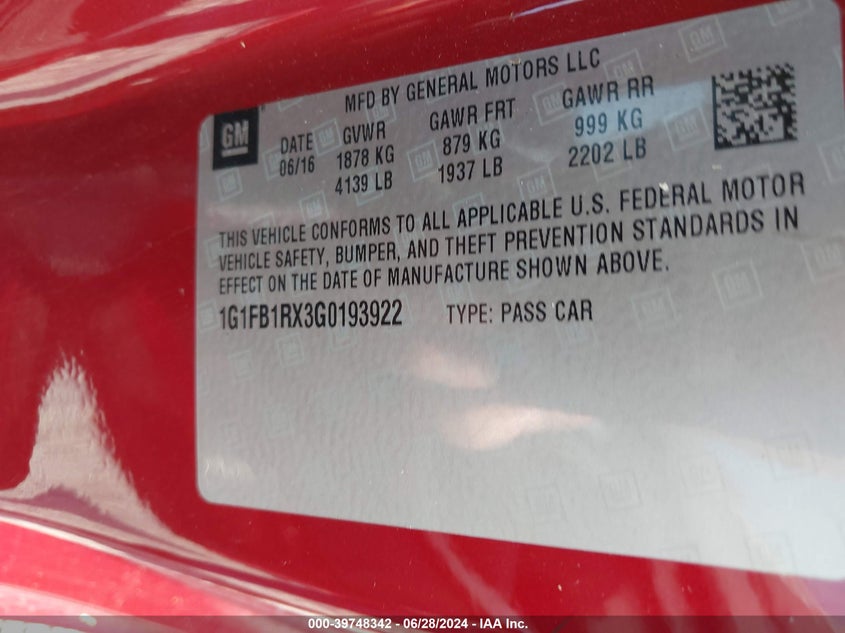 MFD BY GENERAL MOTORS LLC
GM
DATE GVWR GAWR FRT GAWR RR
06/16 1878 KG 879 KG 999 KG
4139 LB 1937 LB 2202 LB
THIS VEHICLE CONFORMS TO ALL APPLICABLE U.S. FEDERAL MOTOR
VEHICLE SAFETY, BUMPER, AND THEFT PREVENTION STANDARDS IN
EFFECT ON THE DATE OF MANUFACTURE SHOWN ABOVE.
1G1FB1RX3G0193922 TYPE: PASS CAR
000-39748342 - 06/28/2024 - IAA Inc.